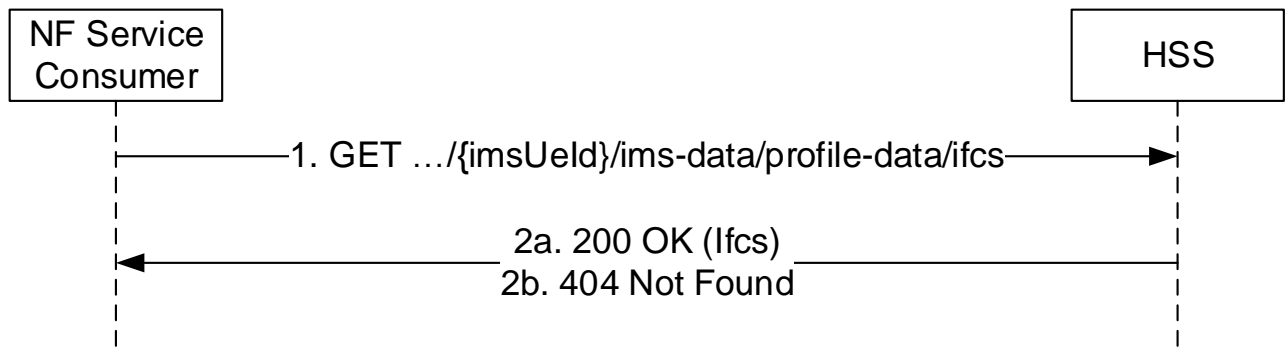 NF Service
Consumer
HSS
1. GET …/{imsUeId}/ims-data/profile-data/ifcs
2a. 200 OK (Ifcs)
2b. 404 Not Found